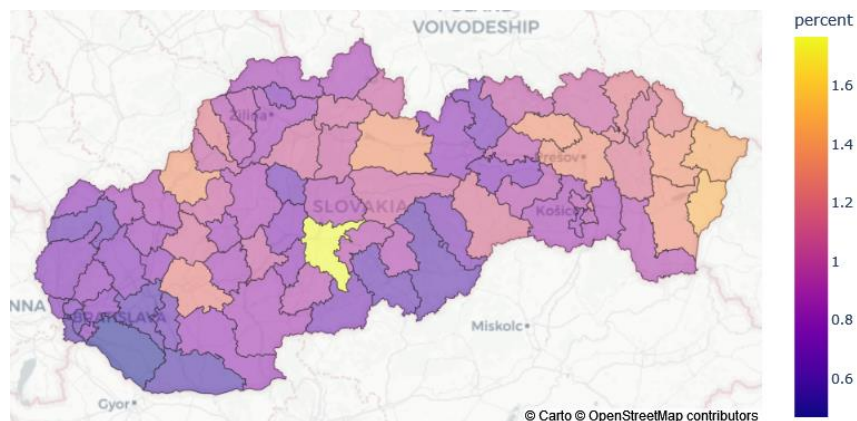 percent
VOIVODESHIP
1.6
Žilina
1.4
Prešov
SLOVAKIA
1.2
Košice
1
BRATISLAVA
0.8
Miskolc
0.6
Gyor
© Carto © OpenStreetMap contributors